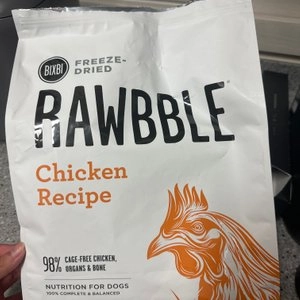 BIXBI
FREEZE-
DRIED
RAWBBLE
Chicken
Recipe
98% CAGE-FREE CHICKEN,
ORGANS & BONE
NUTRITION FOR DOGS
100% COMPLETE & BALANCED